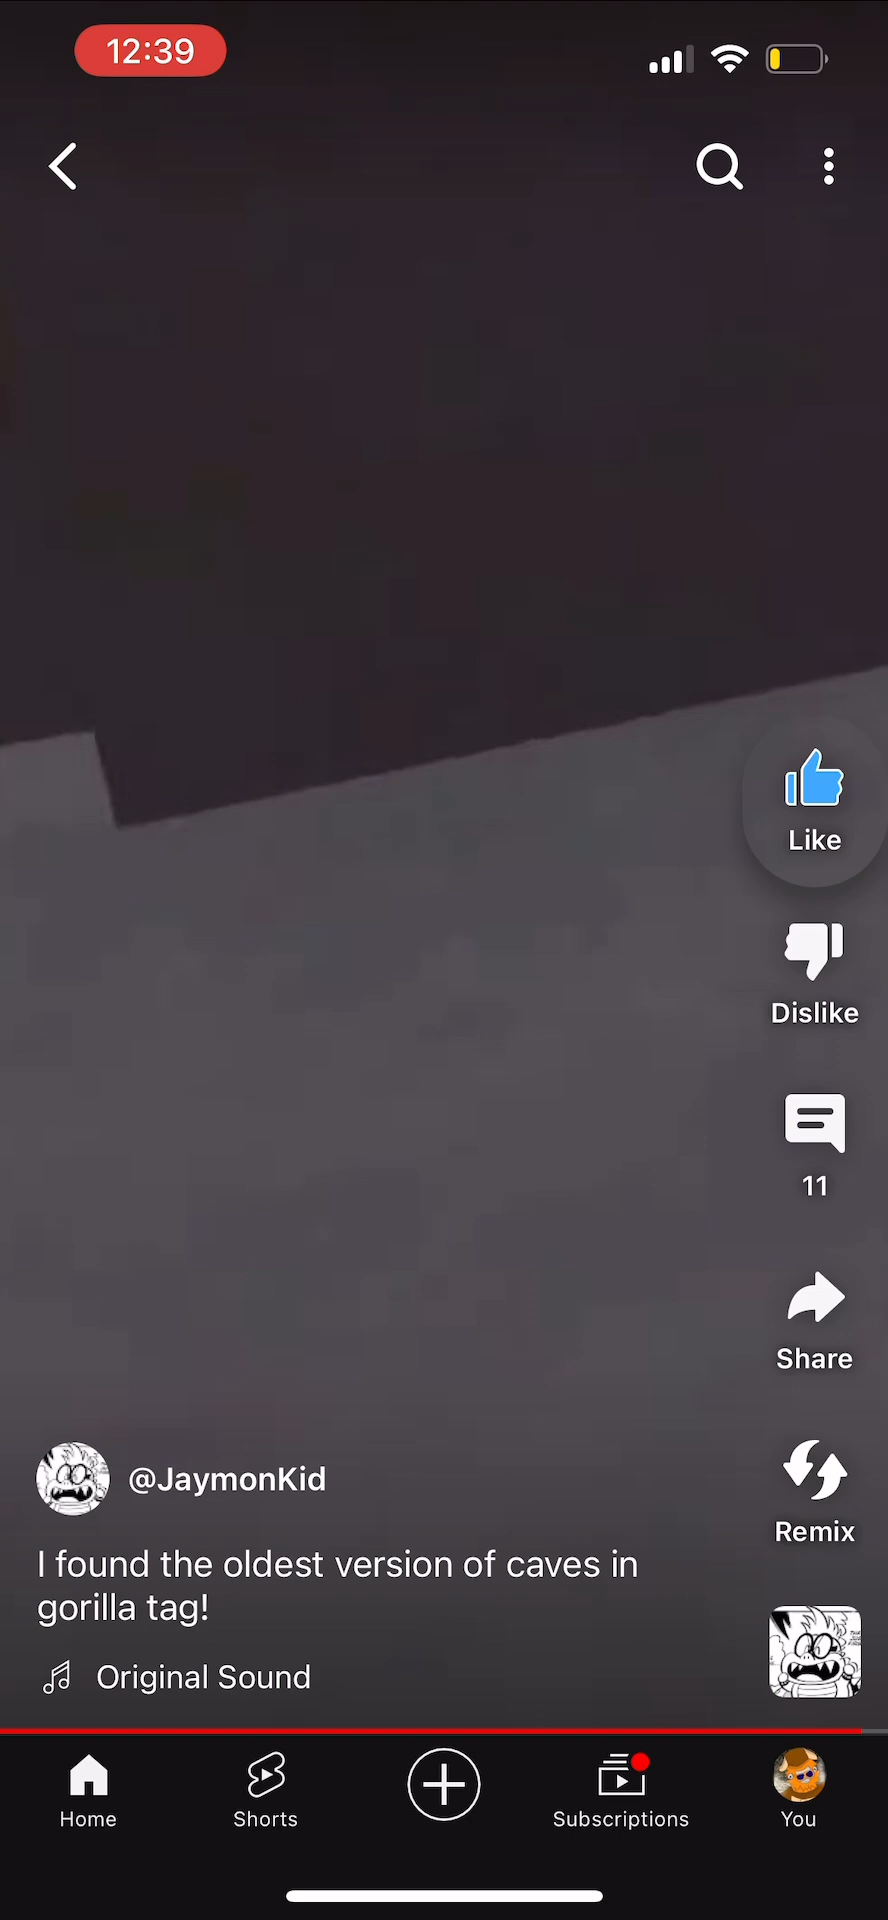 12:39
Like
Dislike
11
Share
@JaymonKid
Remix
I found the oldest version of caves in
gorilla tag!
Original Sound
Home
Shorts
Subscriptions
You